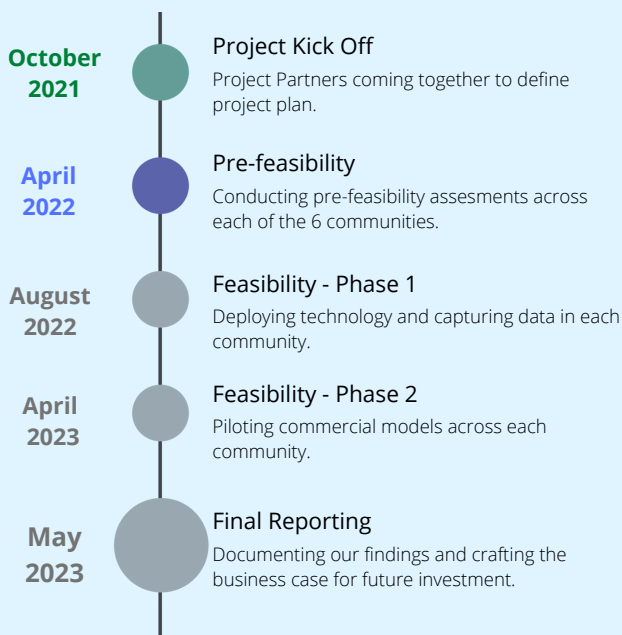 October
2021
Project Kick Off
Project Partners coming together to define
project plan.
April
2022
Pre-feasibility
Conducting pre-feasibility assesments across
each of the 6 communities.
August
2022
Feasibility - Phase 1
Deploying technology and capturing data in each
community.
April
2023
Feasibility - Phase 2
Piloting commercial models across each
community.
May
2023
Final Reporting
Documenting our findings and crafting the
business case for future investment.